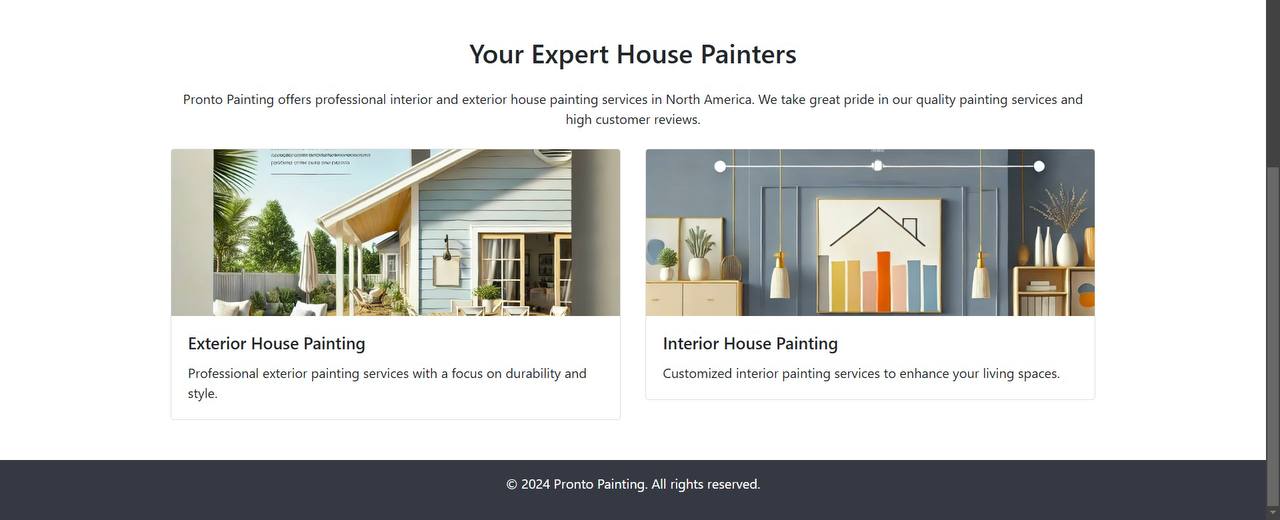 Your Expert House Painters
Pronto Painting offers professional interior and exterior house painting services in North America. We take great pride in our quality painting services and
high customer reviews.
Exterior House Painting
Professional exterior painting services with a focus on durability and
style.
Interior House Painting
Customized interior painting services to enhance your living spaces.
© 2024 Pronto Painting. All rights reserved.